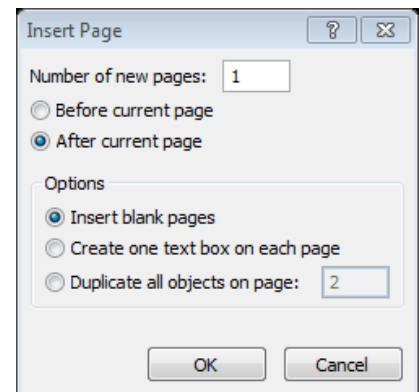 Insert Page
Number of new pages: 1
Before current page
After current page
Options
Insert blank pages
Create one text box on each page
Duplicate all objects on page: 2
OK Cancel